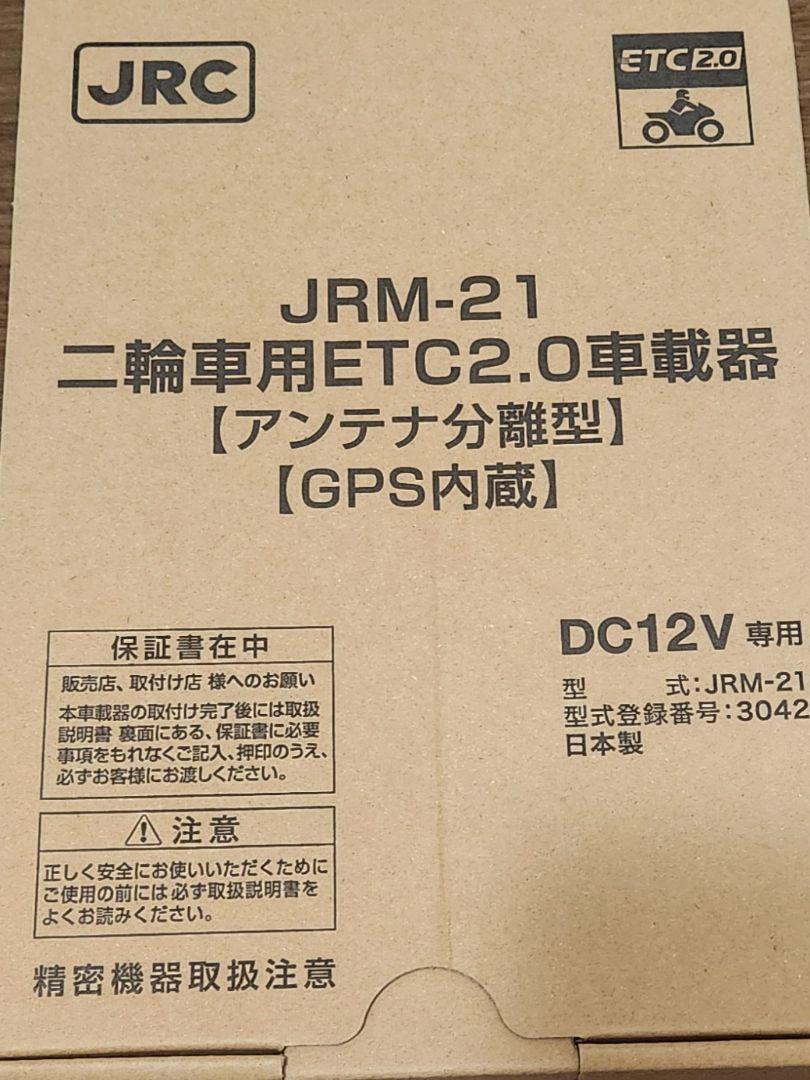 JRC
ETC2.0
JRM-21
二輪車用ETC2.0車載器
【アンテナ分離型】
【GPS内蔵】
保証書在中
販売店、取付け店 様へのお願い
本車載器の取付け完了後には取扱
説明書 裏面にある、保証書に必要
事項をもれなくご記入、押印のうえ、
必ずお客様にお渡しください。
DC12V 専用
型 式:JRM-21
型式登録番号:3042
日本製
注意
正しく安全にお使いいただくために
ご使用の前には必ず取扱説明書を
よくお読みください。
精密機器取扱注意